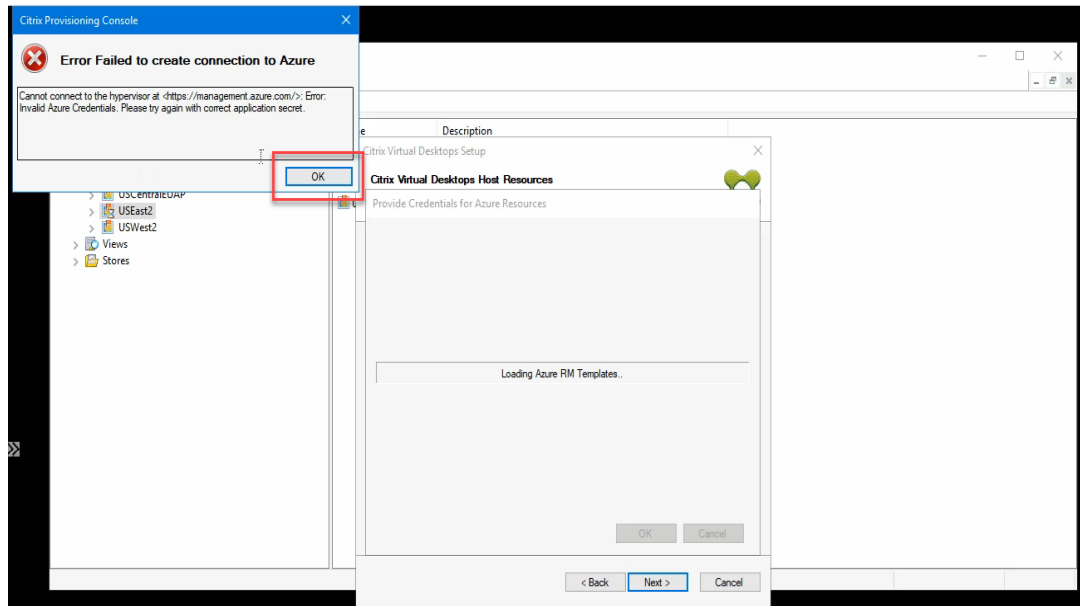 Citrix Provisioning Console
Error Failed to create connection to Azure
Cannot connect to the hypervisor at <https://management.azure.com/>: Error:
Invalid Azure Credentials. Please try again with correct application secret.
OK
Description
Citrix Virtual Desktops Setup
Citrix Virtual Desktops Host Resources
Provide Credentials for Azure Resources
USCentralEUAP
USEast2
USWest2
Views
Stores
Loading Azure RM Templates..
OK Cancel
< Back Next > Cancel